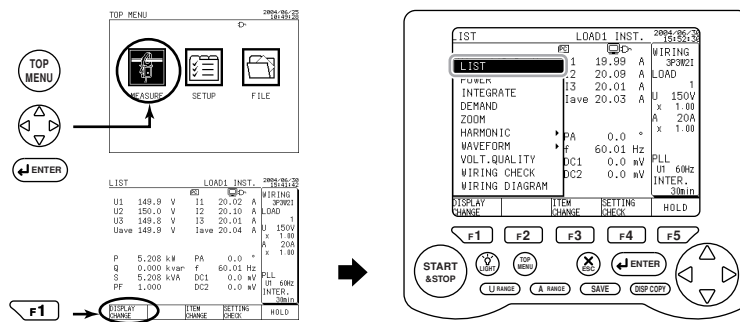 TOP MENU
2004/06/25
10:49:28
MEASURE
SETUP
FILE
TOP
MENU
ENTER
LIST
LOAD1 INST.
2004/06/30
15:41:42
PC
U1 149.9 V I1 20.02 A
U2 150.0 V I2 20.10 A
U3 149.8 V I3 20.01 A
Uave 149.9 V Iave 20.04 A
P 5.208 kW PA 0.0 °
Q 0.000 kvar f 60.01 Hz
S 5.208 kVA DC1 0.0 mV
PF 1.000 DC2 0.0 mV
WIRING
3P3W2I
LOAD
1
U 150V
x 1.00
A 20A
x 1.00
PLL
U1 60Hz
INTER.
30min
DISPLAY
CHANGE
ITEM
CHANGE
SETTING
CHECK
HOLD
F1
LIST
LOAD1 INST.
2004/06/30
15:52:36
PC
LIST
POWER
INTEGRATE
DEMAND
ZOOM
HARMONIC
WAVEFORM
VOLT.QUALITY
WIRING CHECK
WIRING DIAGRAM
1 19.99 A
2 20.09 A
I3 20.01 A
Iave 20.03 A
PA 0.0 °
f 60.01 Hz
DC1 0.0 mV
DC2 0.0 mV
WIRING
3P3W2I
LOAD
1
U 150V
x 1.00
A 20A
x 1.00
PLL
U1 60Hz
INTER.
30min
DISPLAY
CHANGE
ITEM
CHANGE
SETTING
CHECK
HOLD
F1
F2
F3
F4
F5
START
&STOP
LIGHT
TOP
MENU
ESC
ENTER
U RANGE
A RANGE
SAVE
DISP COPY